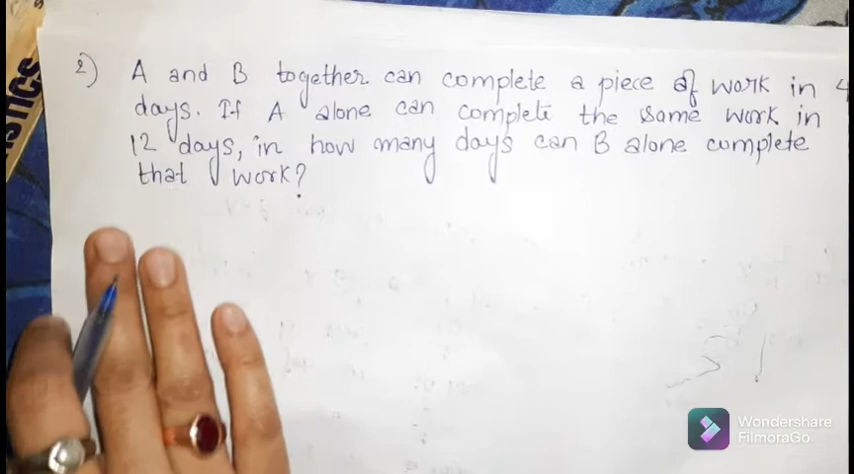 2) A and B together can complete a piece of work in 4
days. If A alone can complete the same work in
12 days, in how many days can B alone complete
that work?
Wondershare
FilmoraGo